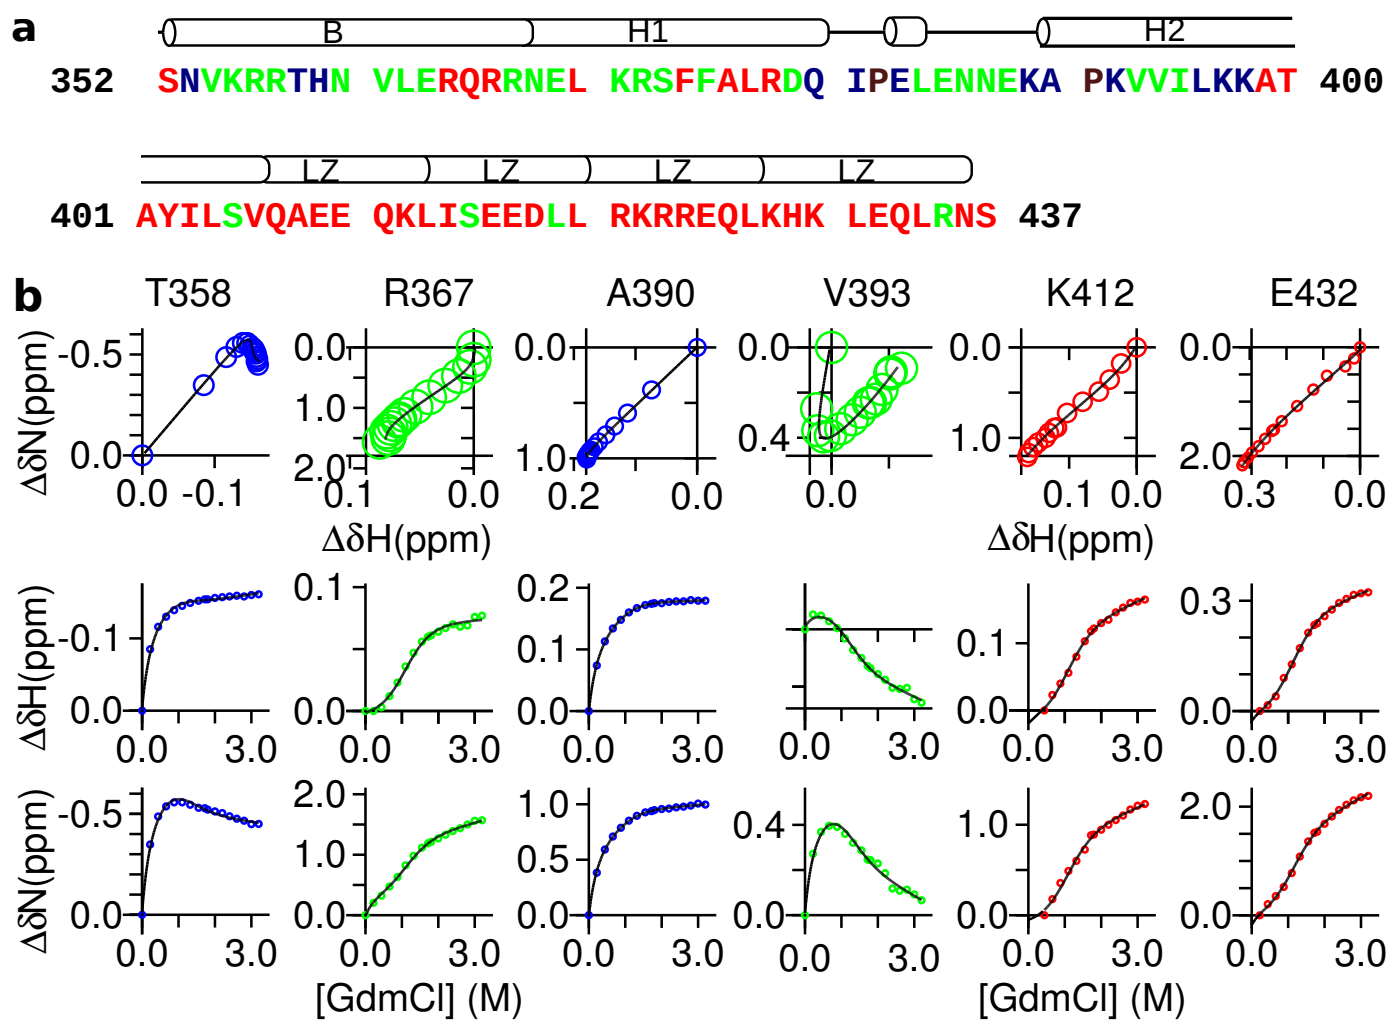 a
B H1 H2
352 SNVKRRTHN VLERQRRNEL KRSFFALRDQ IPELENNEKA PKVVILKKAT 400
LZ LZ LZ LZ
401 AYILSVQAEE QKLISEEDLL RKRREQLKHK LEQLRNS 437
b T358 R367 A390 V393 K412 E432
ΔδN(ppm) -0.5 0.0 0.0 0.0 0.0 0.0
1.0 0.4 1.0
0.0 2.0 1.0 2.0
0.0 -0.1 0.1 0.0 0.2 0.0 0.0 0.1 0.0 0.3 0.0
ΔδH(ppm) ΔδH(ppm)
ΔδH(ppm) -0.1 0.1 0.2 0.1 0.3
0.1
0.0 0.0 0.0 0.0 0.0
0.0 3.0 0.0 3.0 0.0 3.0 0.0 3.0 0.0 3.0 0.0 3.0
ΔδN(ppm) -0.5 2.0 1.0 0.4 1.0 2.0
1.0 0.5
0.0 0.0 0.0 0.0 0.0 0.0
0.0 3.0 0.0 3.0 0.0 3.0 0.0 3.0 0.0 3.0 0.0 3.0
[GdmCl] (M) [GdmCl] (M)